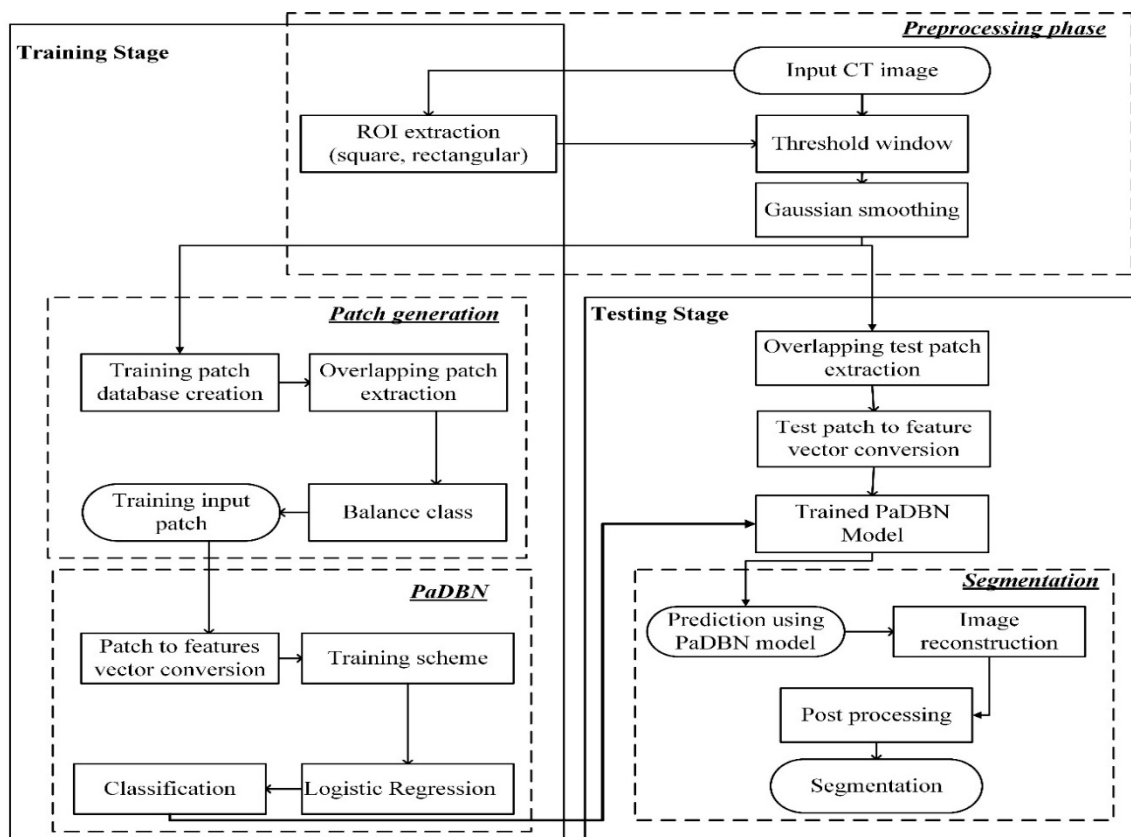 Preprocessing phase
Training Stage
Input CT image
ROI extraction
(square, rectangular)
Threshold window
Gaussian smoothing
Patch generation
Training patch
database creation
Overlapping patch
extraction
Training input
patch
Balance class
PaDBN
Patch to features
vector conversion
Training scheme
Classification
Logistic Regression
Testing Stage
Overlapping test patch
extraction
Test patch to feature
vector conversion
Trained PaDBN
Model
Segmentation
Prediction using
PaDBN model
Image
reconstruction
Post processing
Segmentation